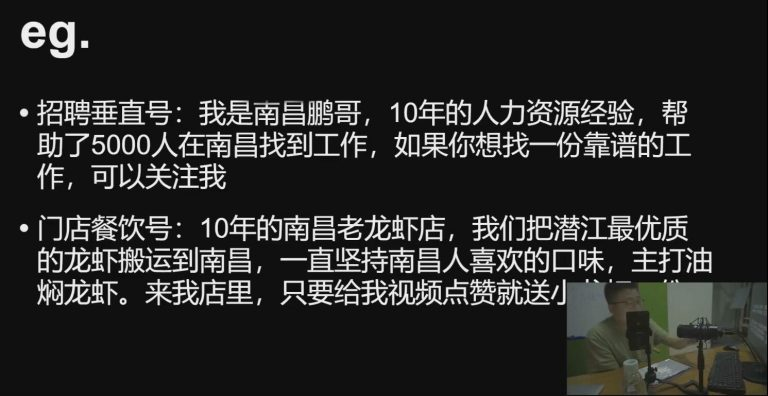 eg.
• 招聘垂直号：我是南昌鹏哥，10年的人力资源经验，帮
助了5000人在南昌找到工作，如果你想找一份靠谱的工
作，可以关注我
• 门店餐饮号：10年的南昌老龙虾店，我们把潜江最优质
的龙虾搬运到南昌，一直坚持南昌人喜欢的口味，主打油
焖龙虾。来我店里，只要给我视频点赞就送小